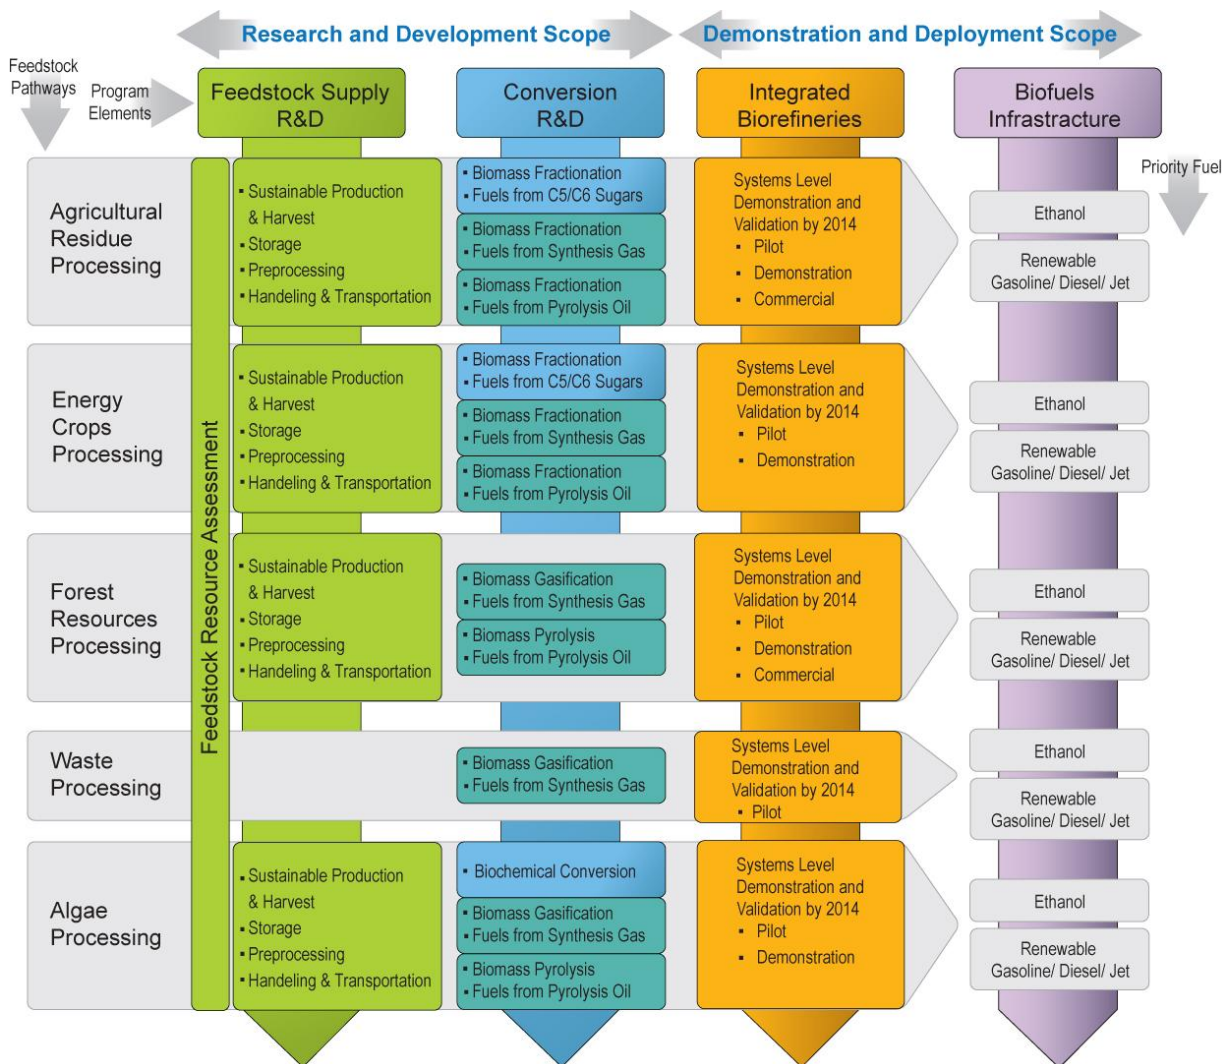 Research and Development Scope
Demonstration and Deployment Scope
Feedstock
Pathways
Program
Elements
Feedstock Supply
R&D
Conversion
R&D
Integrated
Biorefineries
Biofuels
Infrastracture
Priority Fuel
Feedstock Resource Assessment
Agricultural
Residue
Processing
▪ Sustainable Production
& Harvest
▪ Storage
▪ Preprocessing
▪ Handeling & Transportation
▪ Biomass Fractionation
▪ Fuels from C5/C6 Sugars
▪ Biomass Fractionation
▪ Fuels from Synthesis Gas
▪ Biomass Fractionation
▪ Fuels from Pyrolysis Oil
Systems Level
Demonstration and
Validation by 2014
▪ Pilot
▪ Demonstration
▪ Commercial
Ethanol
Renewable
Gasoline/ Diesel/ Jet
Energy
Crops
Processing
▪ Sustainable Production
& Harvest
▪ Storage
▪ Preprocessing
▪ Handeling & Transportation
▪ Biomass Fractionation
▪ Fuels from C5/C6 Sugars
▪ Biomass Fractionation
▪ Fuels from Synthesis Gas
▪ Biomass Fractionation
▪ Fuels from Pyrolysis Oil
Systems Level
Demonstration and
Validation by 2014
▪ Pilot
▪ Demonstration
Ethanol
Renewable
Gasoline/ Diesel/ Jet
Forest
Resources
Processing
▪ Sustainable Production
& Harvest
▪ Storage
▪ Preprocessing
▪ Handeling & Transportation
▪ Biomass Gasification
▪ Fuels from Synthesis Gas
▪ Biomass Pyrolysis
▪ Fuels from Pyrolysis Oil
Systems Level
Demonstration and
Validation by 2014
▪ Pilot
▪ Demonstration
▪ Commercial
Ethanol
Renewable
Gasoline/ Diesel/ Jet
Waste
Processing
▪ Biomass Gasification
▪ Fuels from Synthesis Gas
Systems Level
Demonstration and
Validation by 2014
▪ Pilot
Ethanol
Renewable
Gasoline/ Diesel/ Jet
Algae
Processing
▪ Sustainable Production
& Harvest
▪ Storage
▪ Preprocessing
▪ Handeling & Transportation
▪ Biochemical Conversion
▪ Biomass Gasification
▪ Fuels from Synthesis Gas
▪ Biomass Pyrolysis
▪ Fuels from Pyrolysis Oil
Systems Level
Demonstration and
Validation by 2014
▪ Pilot
▪ Demonstration
Ethanol
Renewable
Gasoline/ Diesel/ Jet